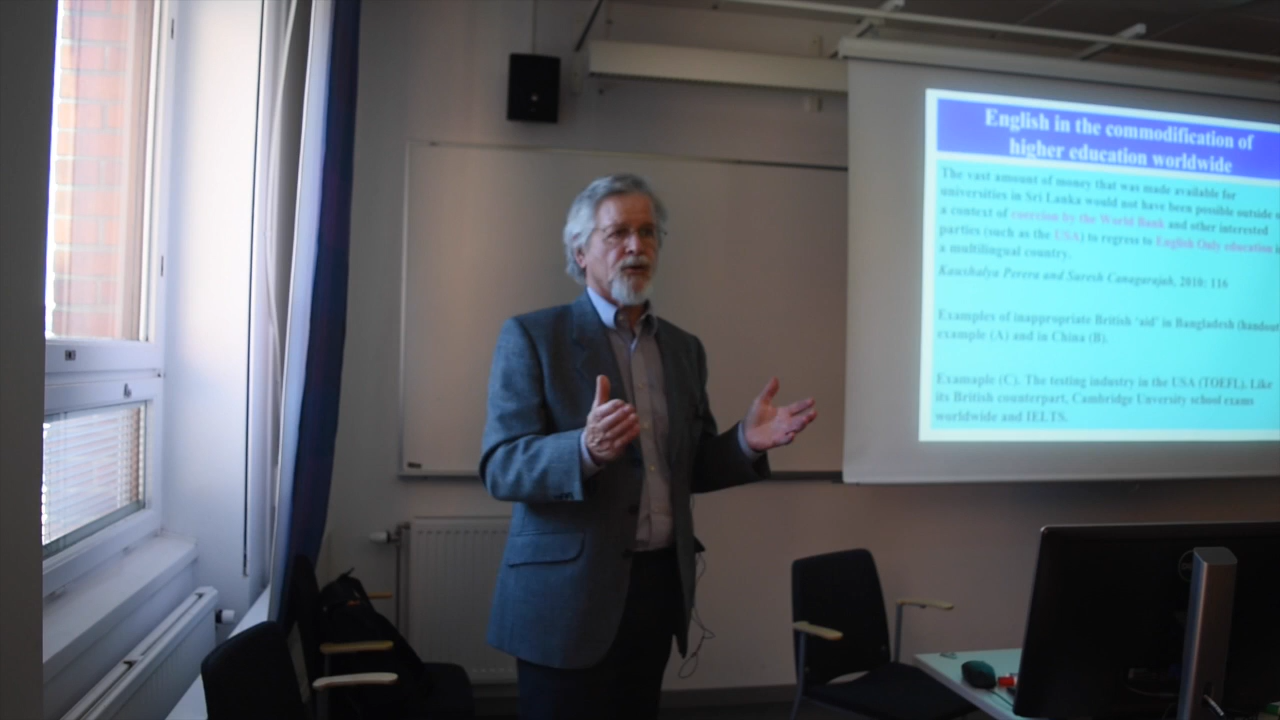 English in the commodification of
higher education worldwide
The vast amount of money that was made available for
universities in Sri Lanka would not have been possible outside
a context of coercion by the World Bank and other interested
parties (such as the USA) to regress to English Only education
a multilingual country.
Kaushalya Perera and Suresh Canagarajah, 2010: 116
Examples of inappropriate British ‘aid’ in Bangladesh (handout
example (A) and in China (B).
Examaple (C). The testing industry in the USA (TOEFL). Like
its British counterpart, Cambridge Unversity school exams
worldwide and IELTS.